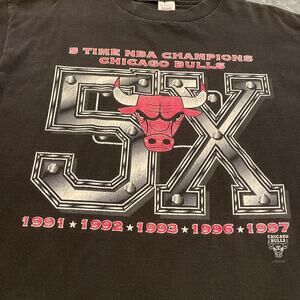 5 TIME NBA CHAMPIONS
CHICAGO BULLS
5X
1991 ★ 1992 ★ 1993 ★ 1996 ★ 1997
CHICAGO
BULLS